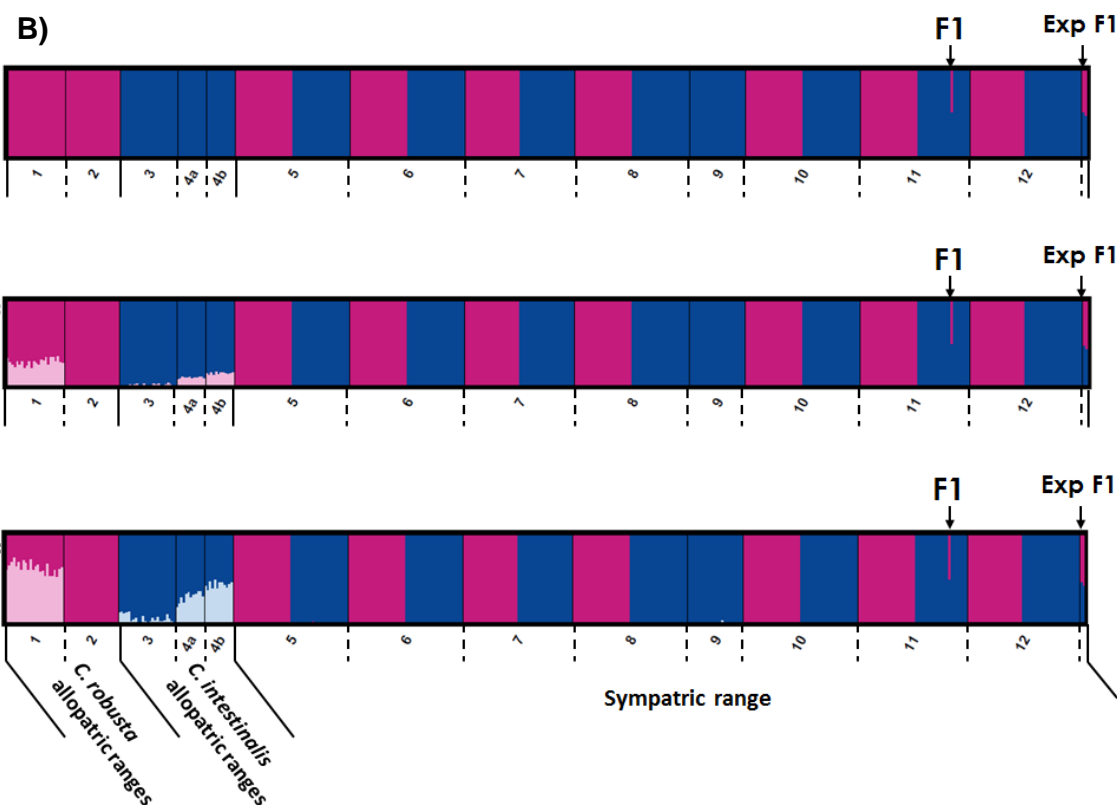 B)
F1 Exp F1
1 2 3 4a 4b 5 6 7 8 9 10 11 12
F1 Exp F1
1 2 3 4a 4b 5 6 7 8 9 10 11 12
F1 Exp F1
1 2 3 4a 4b 5 6 7 8 9 10 11 12
C. robusta
allopatric ranges
C. intestinalis
allopatric ranges
Sympatric range